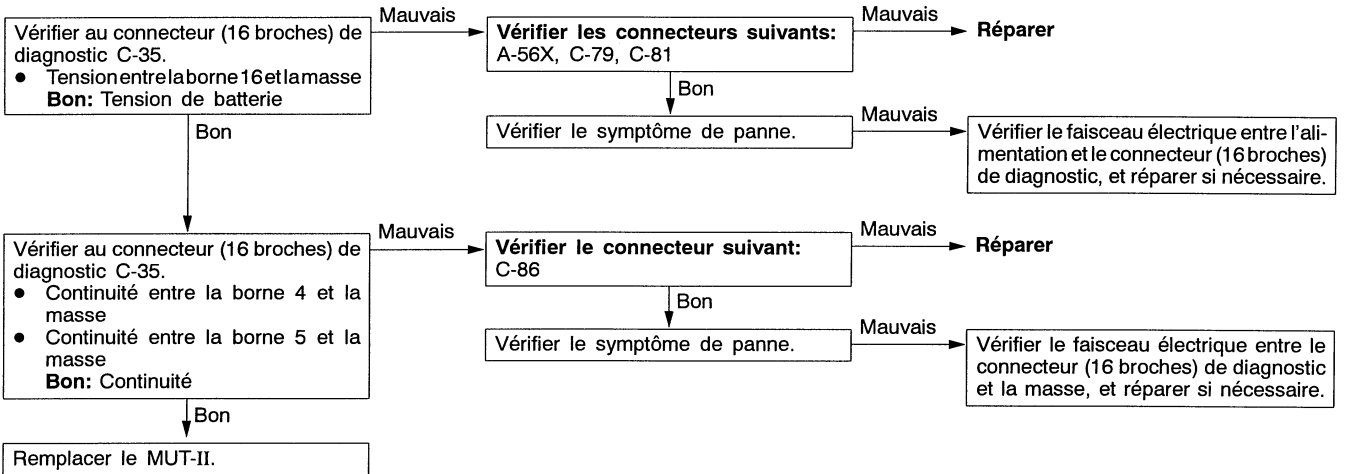 Vérifier au connecteur (16 broches) de
diagnostic C-35.
● Tension entre la borne 16 et la masse
Bon: Tension de batterie
Mauvais
Vérifier les connecteurs suivants:
A-56X, C-79, C-81
Mauvais
Réparer
Bon
Vérifier le symptôme de panne.
Mauvais
Vérifier le faisceau électrique entre l'ali-
mentation et le connecteur (16 broches)
de diagnostic, et réparer si nécessaire.
Bon
Vérifier au connecteur (16 broches) de
diagnostic C-35.
● Continuité entre la borne 4 et la
masse
● Continuité entre la borne 5 et la
masse
Bon: Continuité
Mauvais
Vérifier le connecteur suivant:
C-86
Mauvais
Réparer
Bon
Vérifier le symptôme de panne.
Mauvais
Vérifier le faisceau électrique entre le
connecteur (16 broches) de diagnostic
et la masse, et réparer si nécessaire.
Bon
Remplacer le MUT-II.